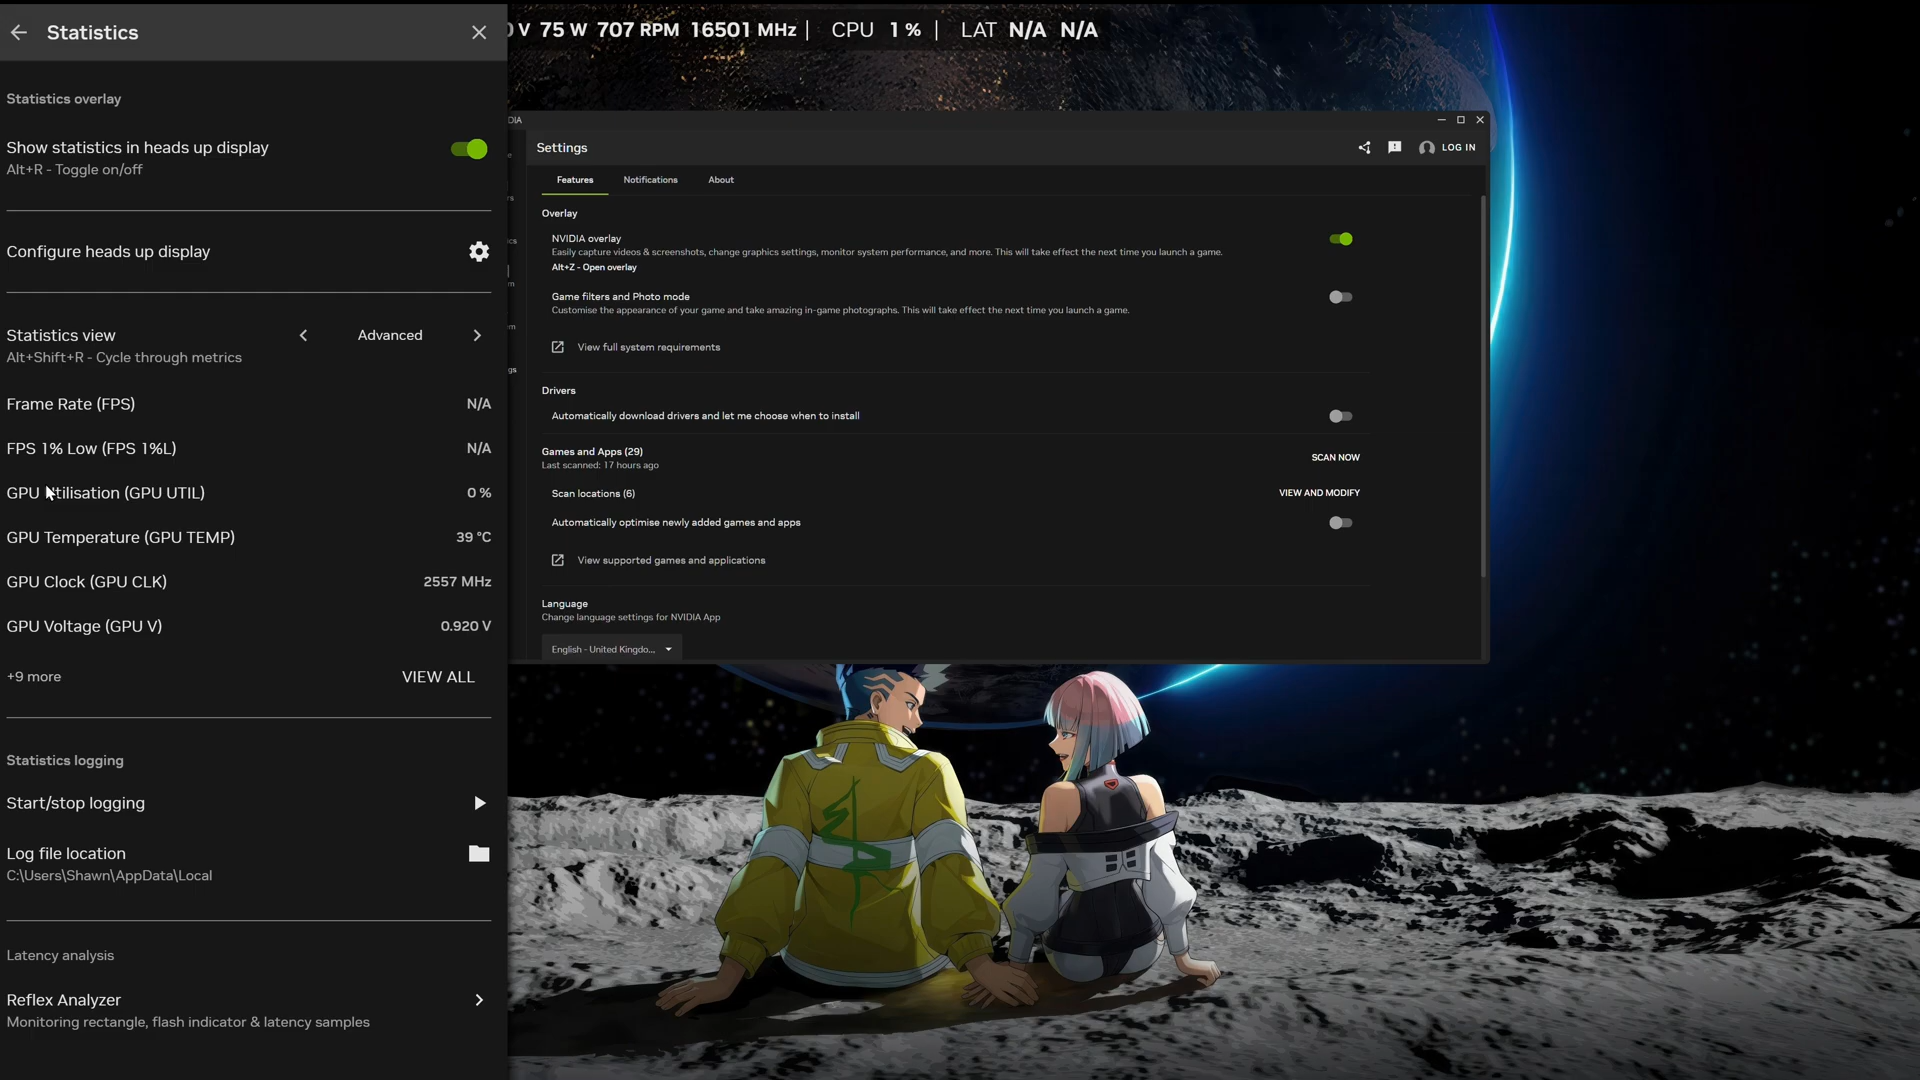 Statistics
Statistics overlay
Show statistics in heads up display
Alt+R - Toggle on/off
Configure heads up display
Statistics view
Advanced
Alt+Shift+R - Cycle through metrics
Frame Rate (FPS) N/A
FPS 1% Low (FPS 1%L) N/A
GPU Utilisation (GPU UTIL) 0 %
GPU Temperature (GPU TEMP) 39 °C
GPU Clock (GPU CLK) 2557 MHz
GPU Voltage (GPU V) 0.920 V
+9 more VIEW ALL
Statistics logging
Start/stop logging
Log file location
C:\Users\Shawn\AppData\Local
Latency analysis
Reflex Analyzer
Monitoring rectangle, flash indicator & latency samples
V 75 W 707 RPM 16501 MHz | CPU 1 % | LAT N/A N/A
DIA
Settings
LOG IN
Features Notifications About
Overlay
NVIDIA overlay
Easily capture videos & screenshots, change graphics settings, monitor system performance, and more. This will take effect the next time you launch a game.
Alt+Z - Open overlay
Game filters and Photo mode
Customise the appearance of your game and take amazing in-game photographs. This will take effect the next time you launch a game.
View full system requirements
Drivers
Automatically download drivers and let me choose when to install
Games and Apps (29)
Last scanned: 17 hours ago
SCAN NOW
Scan locations (6) VIEW AND MODIFY
Automatically optimise newly added games and apps
View supported games and applications
Language
Change language settings for NVIDIA App
English - United Kingdo...